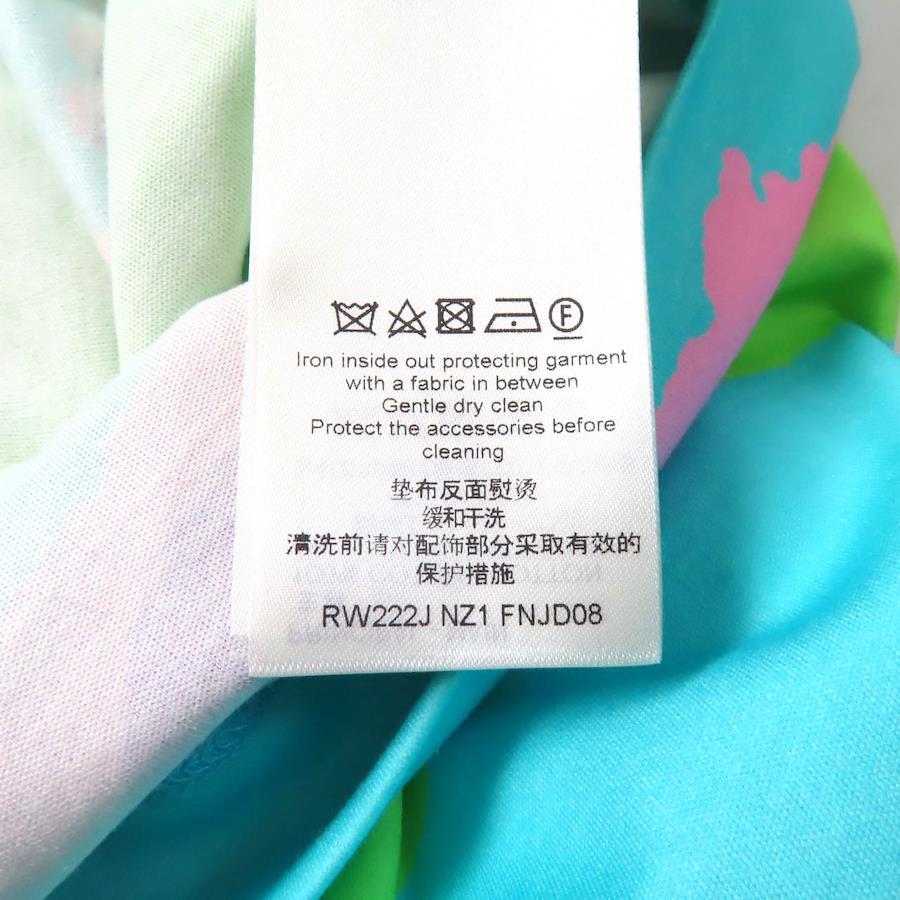 F
Iron inside out protecting garment
with a fabric in between
Gentle dry clean
Protect the accessories before
cleaning
垫布反面熨烫
缓和干洗
清洗前请对配饰部分采取有效的
保护措施
RW222J NZ1 FNJD08